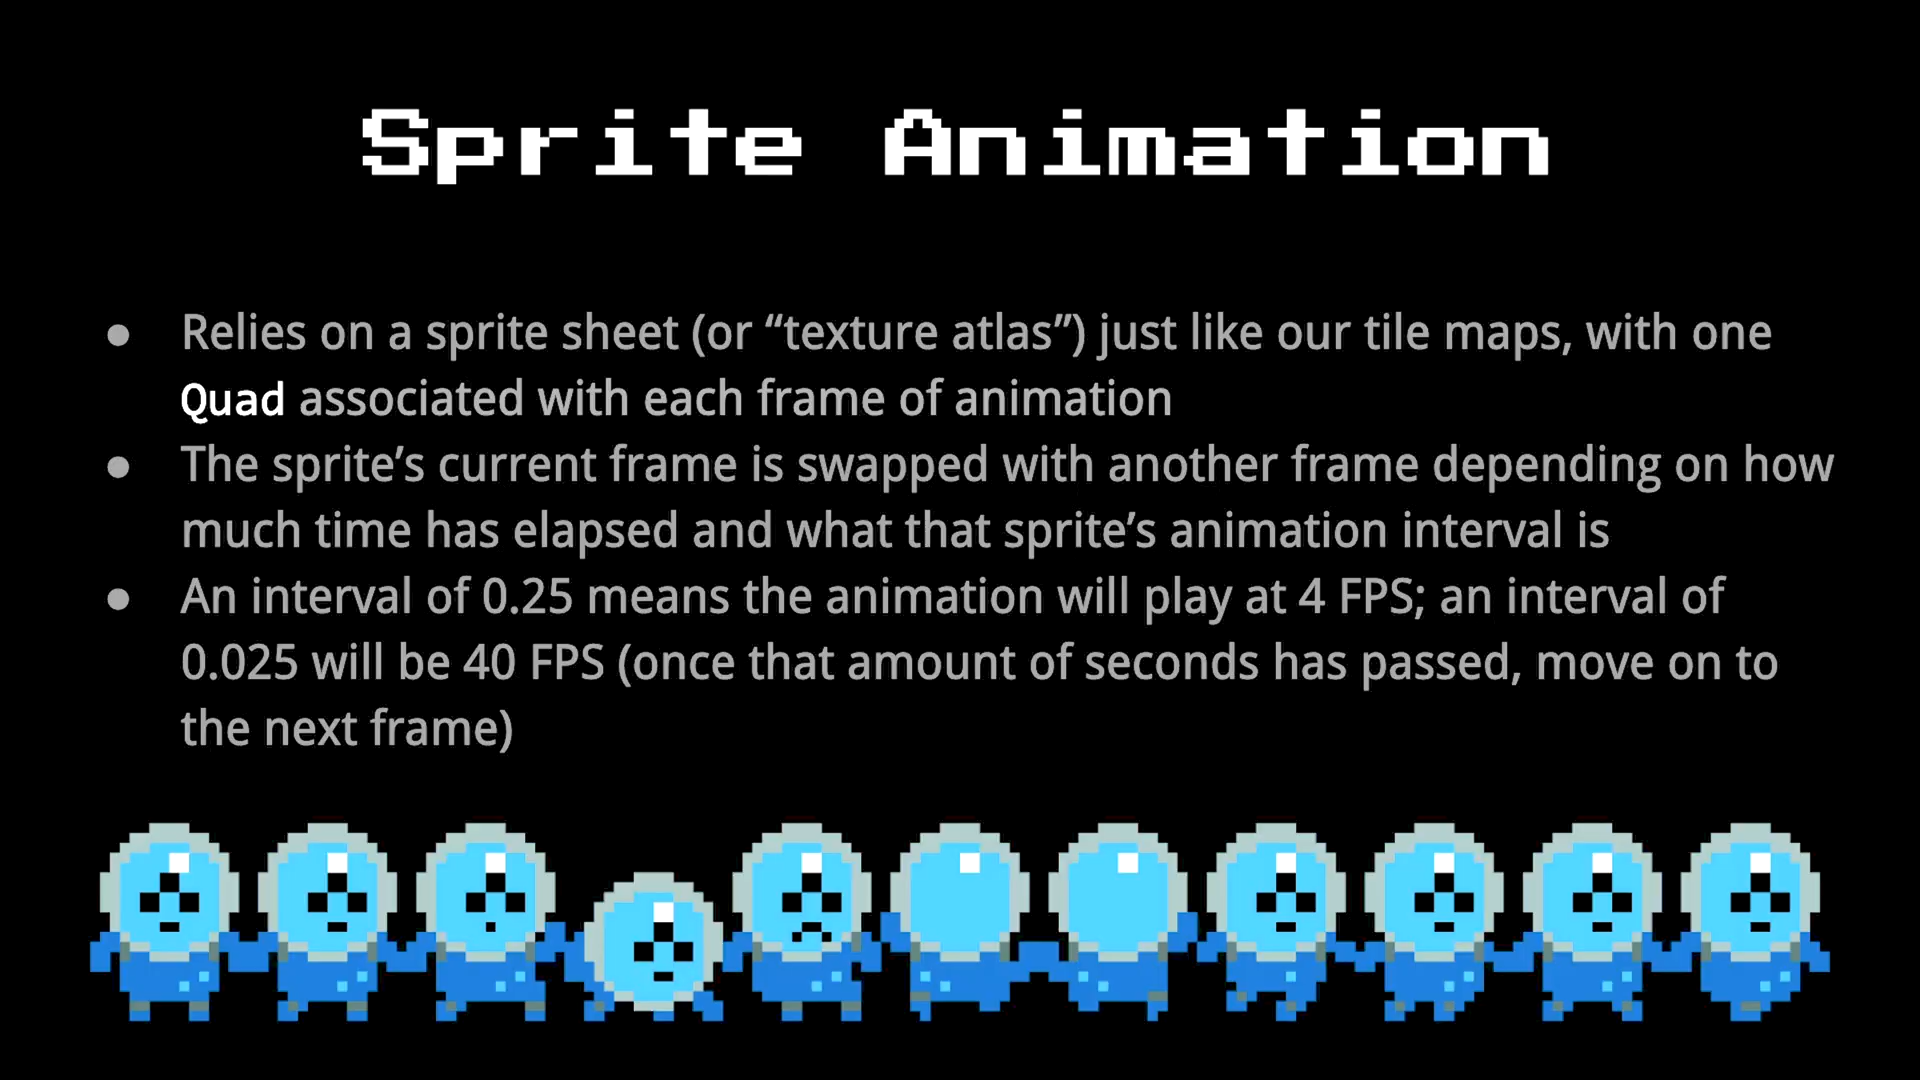 Sprite Animation
● Relies on a sprite sheet (or “texture atlas”) just like our tile maps, with one
Quad associated with each frame of animation
● The sprite’s current frame is swapped with another frame depending on how
much time has elapsed and what that sprite’s animation interval is
● An interval of 0.25 means the animation will play at 4 FPS; an interval of
0.025 will be 40 FPS (once that amount of seconds has passed, move on to
the next frame)